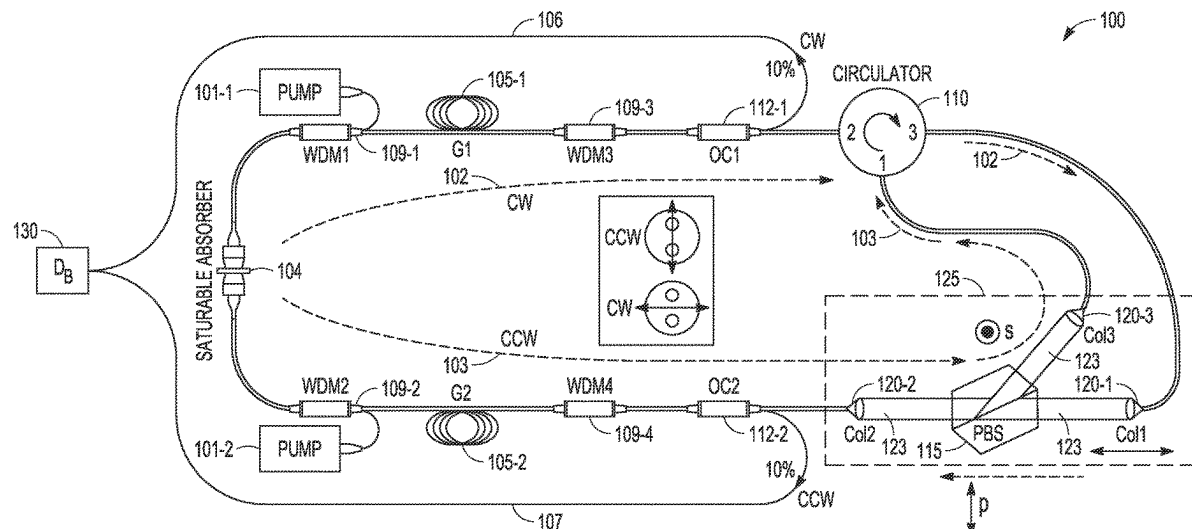 106
CW
100
10%
CIRCULATOR
101-1
PUMP
105-1
109-3
112-1
110
2
3
1
WDM1
109-1
G1
WDM3
OC1
102
102
CW
103
130
D_B
SATURABLE ABSORBER
104
CCW
CW
125
S
120-3
Col3
123
CCW
103
WDM2
109-2
G2
WDM4
OC2
120-2
120-1
Col2
123
PBS
123
Col1
101-2
PUMP
105-2
109-4
112-2
115
10%
CCW
107
p